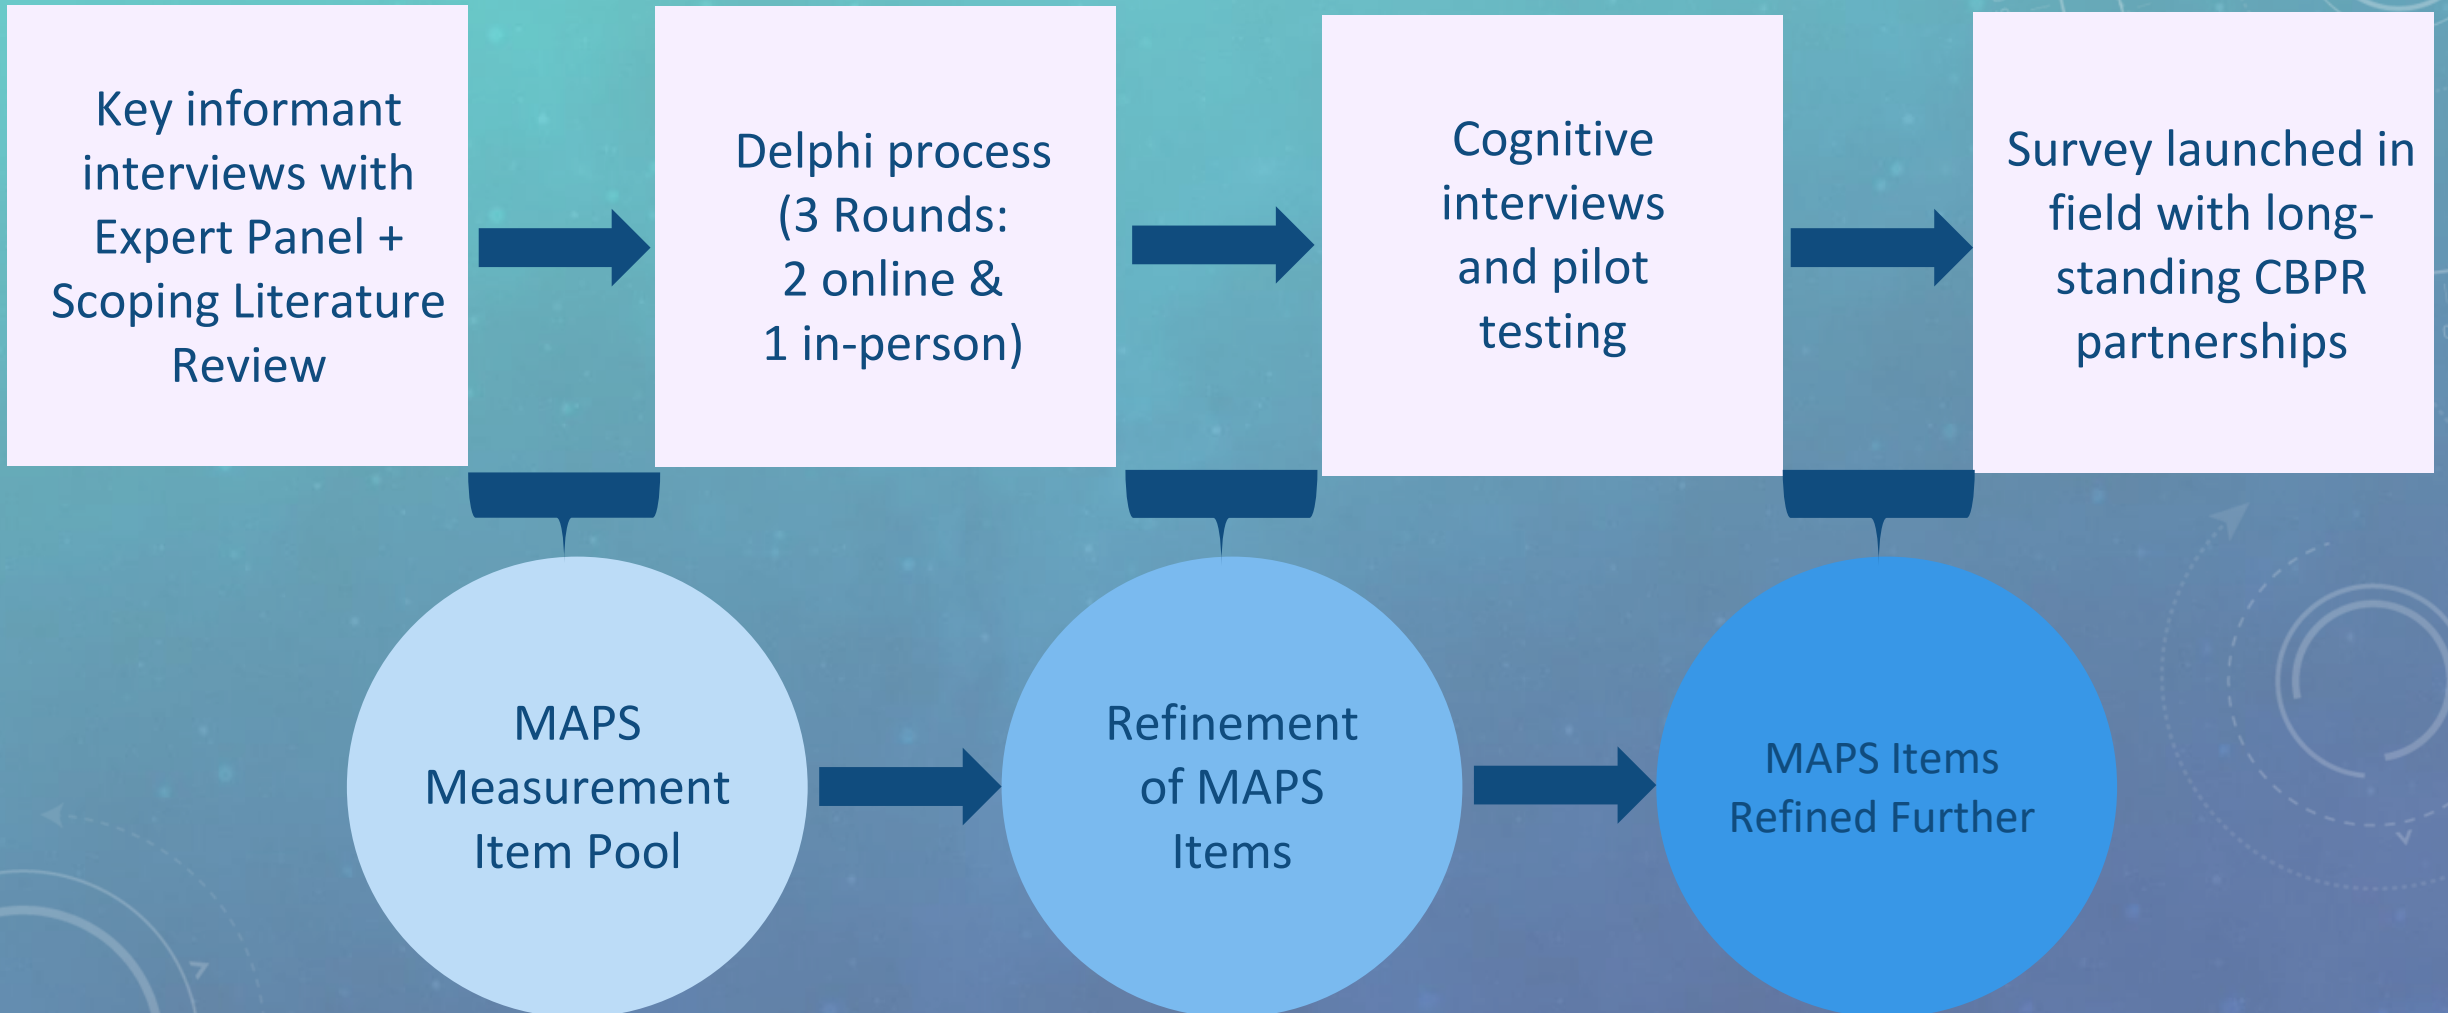 Key informant
interviews with
Expert Panel +
Scoping Literature
Review
Delphi process
(3 Rounds:
2 online &
1 in-person)
Cognitive
interviews
and pilot
testing
Survey launched in
field with long-
standing CBPR
partnerships
MAPS
Measurement
Item Pool
Refinement
of MAPS
Items
MAPS Items
Refined Further